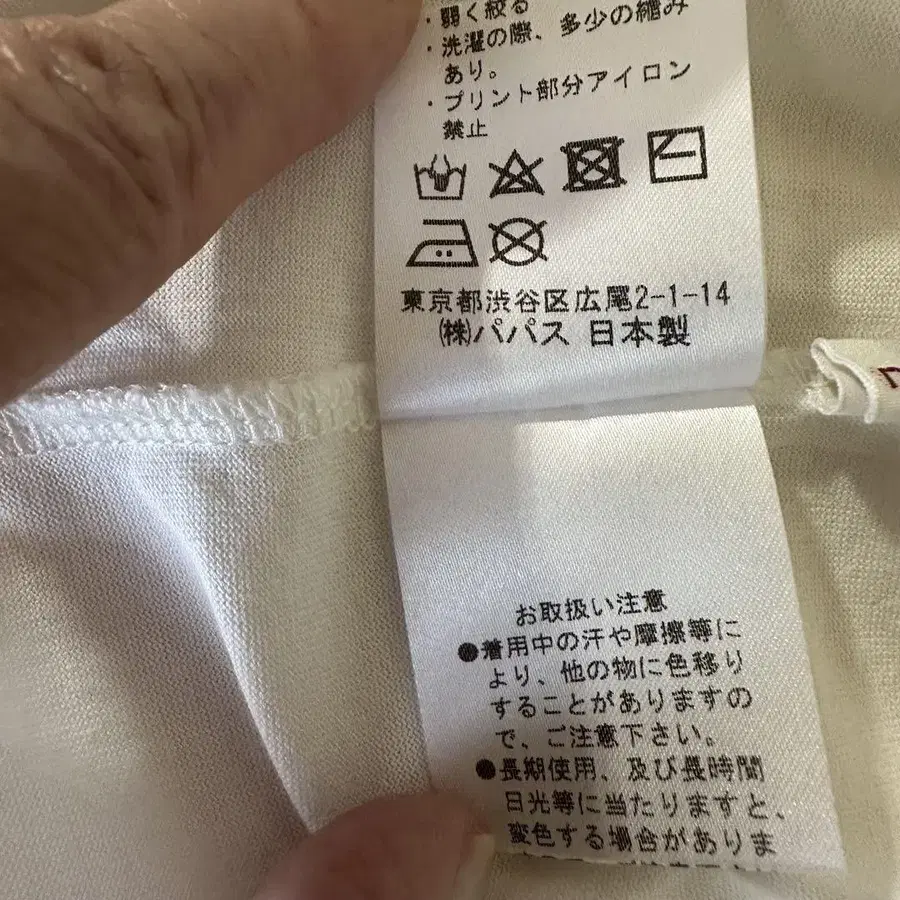 ・弱く絞る
・洗濯の際、多少の縮み
あり。
・プリント部分アイロン
禁止
東京都渋谷区広尾2-1-14
㈱パパス 日本製
お取扱い注意
●着用中の汗や摩擦等に
より、他の物に色移り
することがありますの
で、ご注意下さい。
●長期使用、及び長時間
日光等に当たりますと、
変色する場合がありま